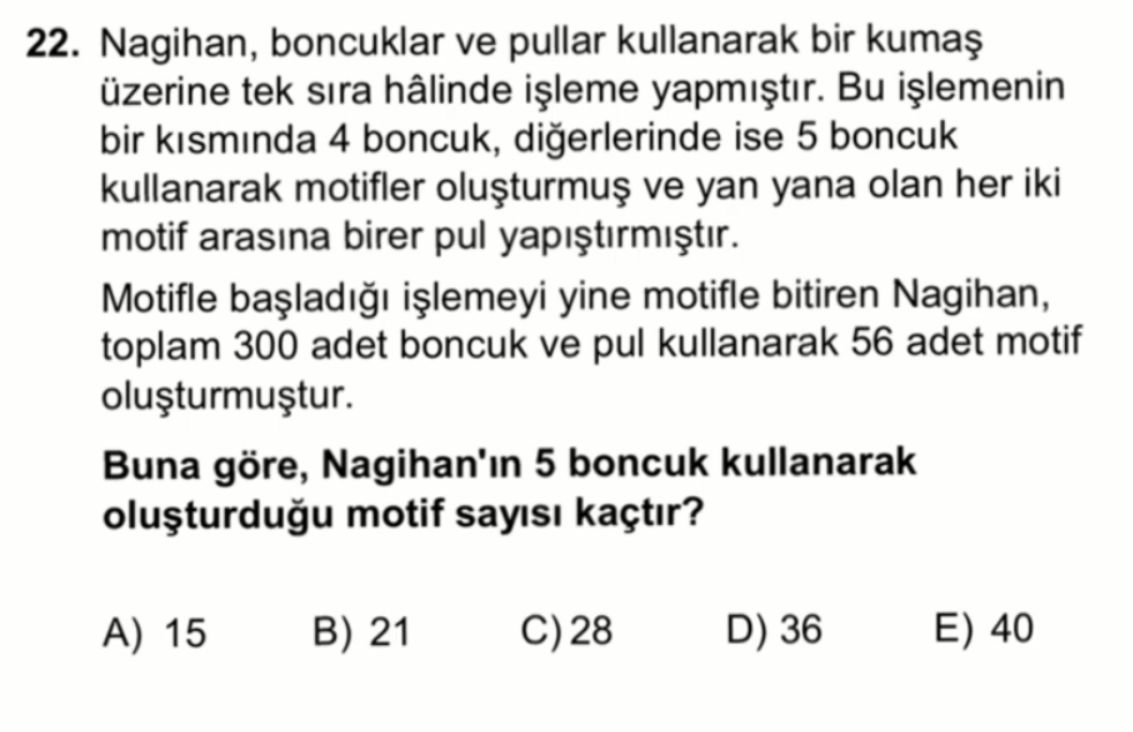 22. Nagihan, boncuklar ve pullar kullanarak bir kumaş
üzerine tek sıra hâlinde işleme yapmıştır. Bu işlemenin
bir kısmında 4 boncuk, diğerlerinde ise 5 boncuk
kullanarak motifler oluşturmuş ve yan yana olan her iki
motif arasına birer pul yapıştırmıştır.
Motifle başladığı işlemeyi yine motifle bitiren Nagihan,
toplam 300 adet boncuk ve pul kullanarak 56 adet motif
oluşturmuştur.
Buna göre, Nagihan'ın 5 boncuk kullanarak
oluşturduğu motif sayısı kaçtır?
A) 15 B) 21 C) 28 D) 36 E) 40